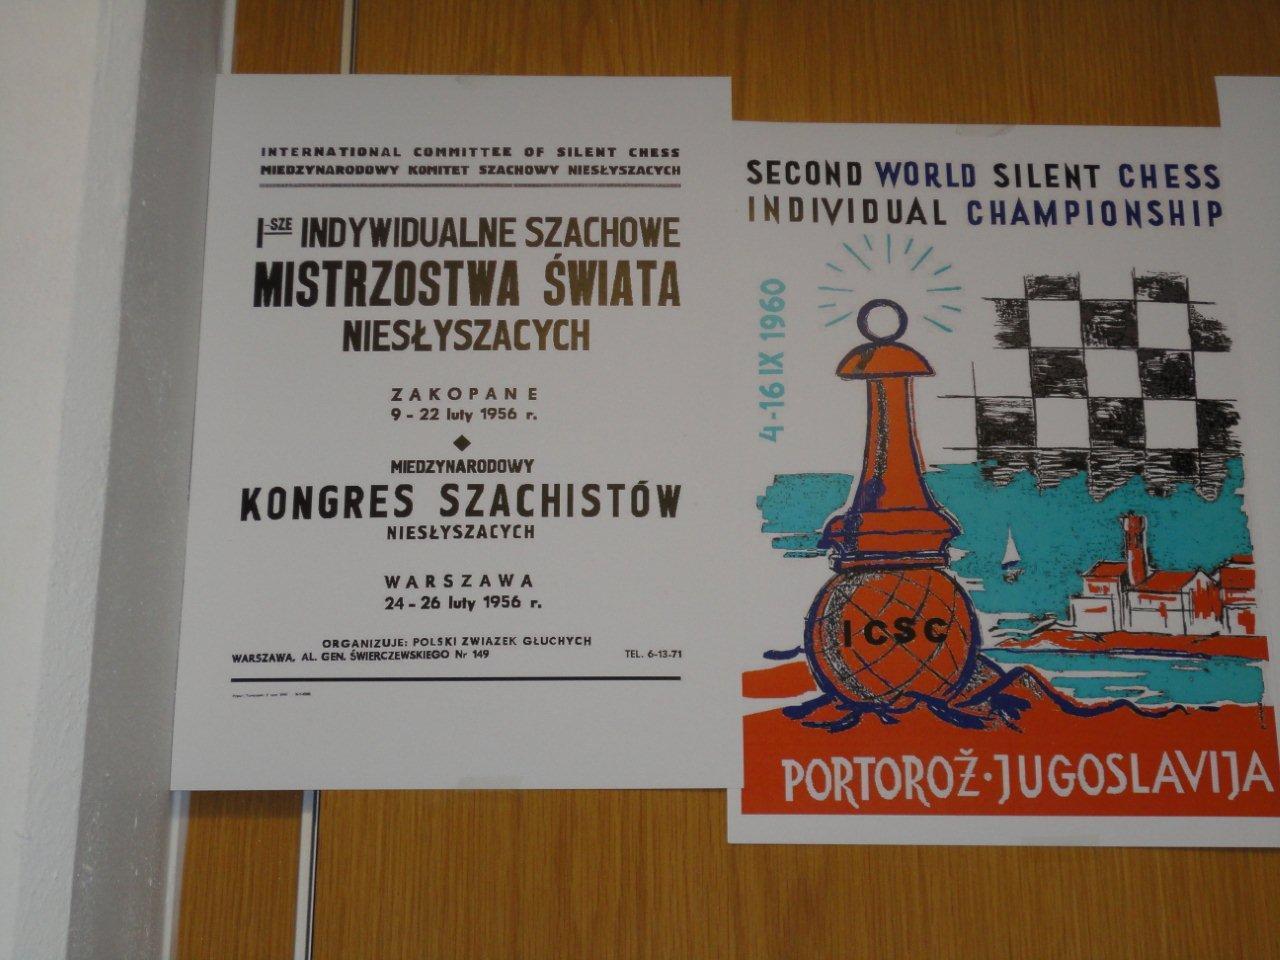 INTERNATIONAL COMMITTEE OF SILENT CHESS
MIEDZYNARODOWY KOMITET SZACHOWY NIESŁYSZACYCH
I-SZE INDYWIDUALNE SZACHOWE
MISTRZOSTWA ŚWIATA
NIESŁYSZACYCH
ZAKOPANE
9 - 22 luty 1956 r.
MIEDZYNARODOWY
KONGRES SZACHISTÓW
NIESŁYSZACYCH
WARSZAWA
24 - 26 luty 1956 r.
ORGANIZUJE: POLSKI ZWIAZEK GŁUCHYCH
WARSZAWA, AL. GEN. ŚWIERCZEWSKIEGO Nr 149 TEL. 6-13-71
SECOND WORLD SILENT CHESS
INDIVIDUAL CHAMPIONSHIP
4-16 IX 1960
ICSC
PORTOROŽ·JUGOSLAVIJA